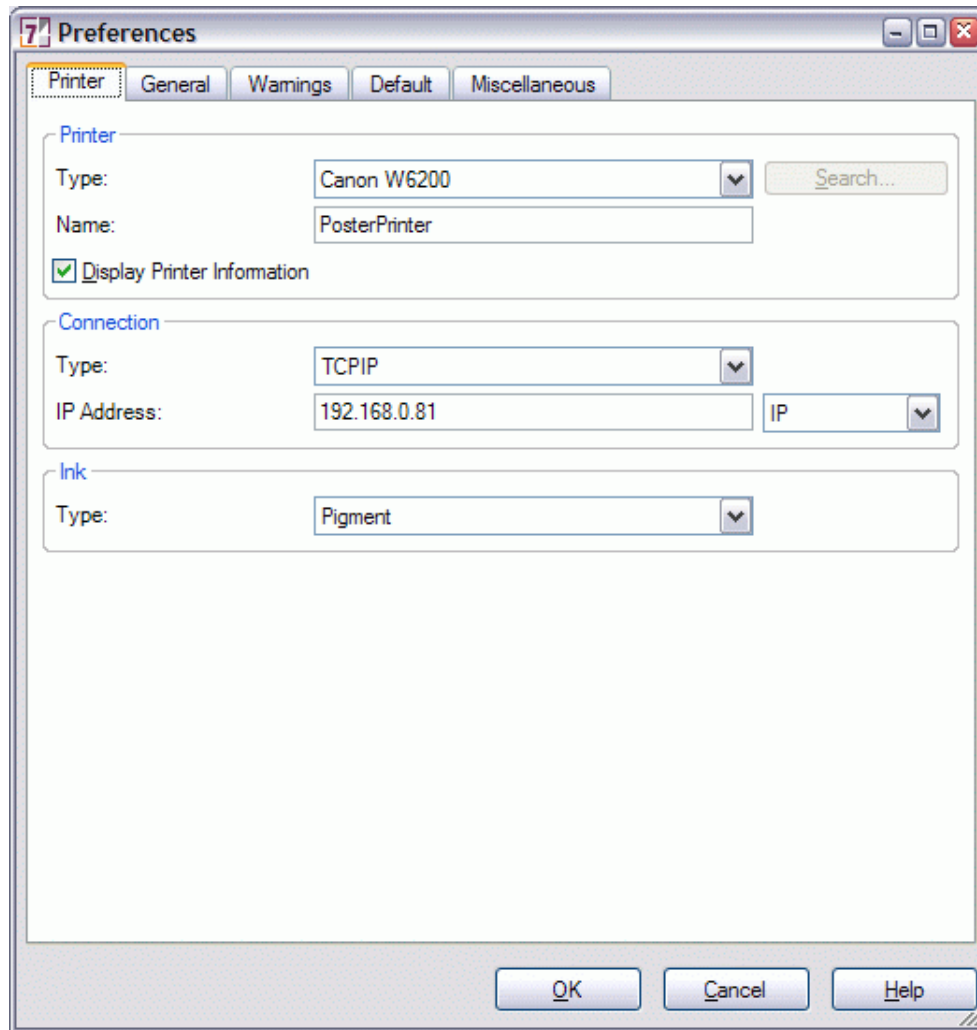 7 Preferences
Printer General Warnings Default Miscellaneous
Printer
Type: Canon W6200 Search...
Name: PosterPrinter
Display Printer Information
Connection
Type: TCPIP
IP Address: 192.168.0.81 IP
Ink
Type: Pigment
OK Cancel Help